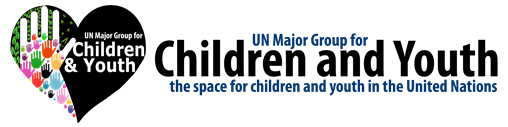 UN Major Group for
Children
& Youth
UN Major Group for
Children and Youth
the space for children and youth in the United Nations